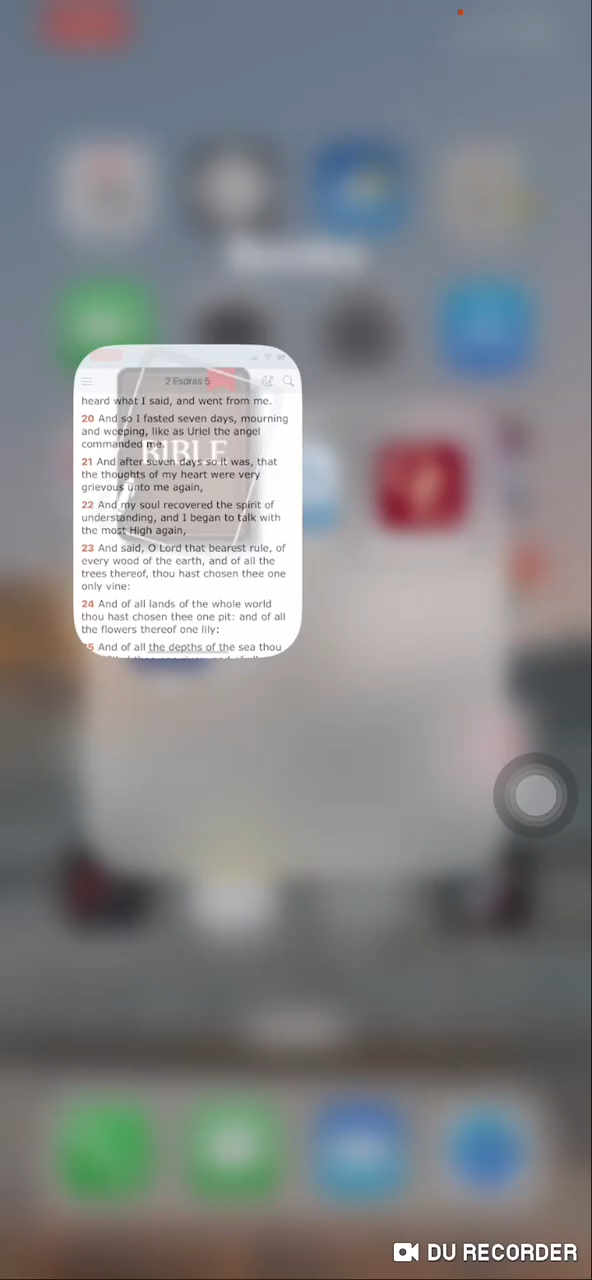 2 Esdras 5
heard what I said, and went from me.
20 And so I fasted seven days, mourning
and weeping, like as Uriel the angel
commanded me.
BIBLE
21 And after seven days so it was, that
the thoughts of my heart were very
grievous unto me again,
22 And my soul recovered the spirit of
understanding, and I began to talk with
the most High again,
23 And said, O Lord that bearest rule, of
every wood of the earth, and of all the
trees thereof, thou hast chosen thee one
only vine:
24 And of all lands of the whole world
thou hast chosen thee one pit: and of all
the flowers thereof one lily:
25 And of all the depths of the sea thou
DU RECORDER